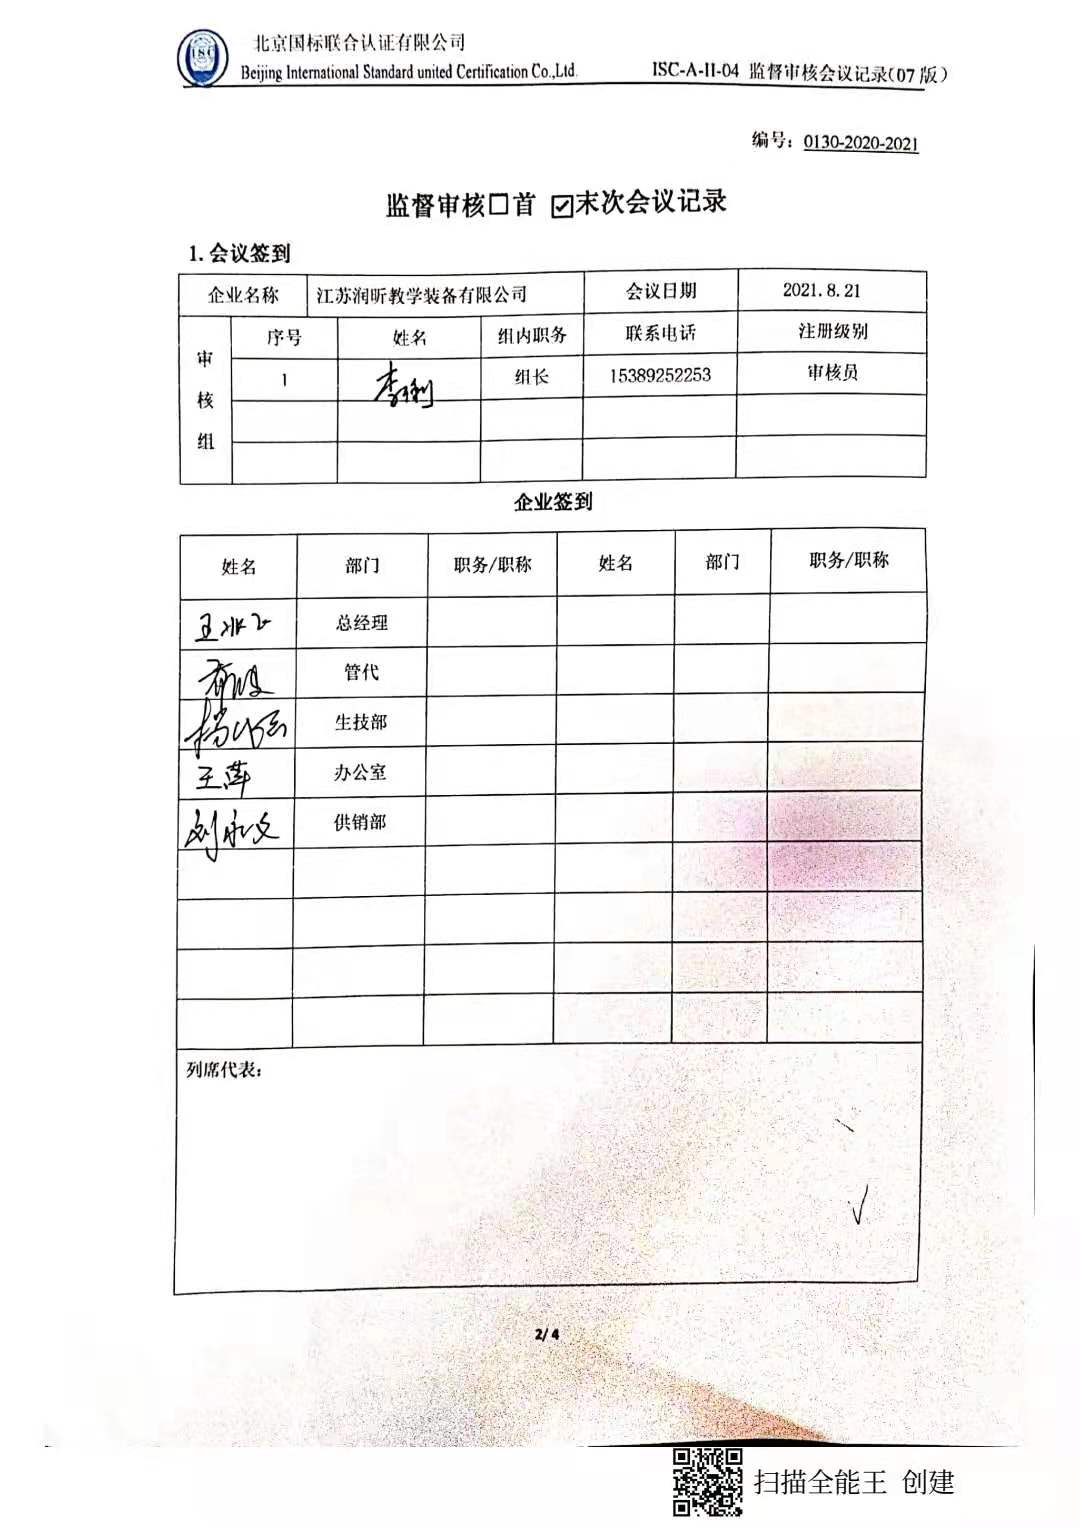 北京国标联合认证有限公司
Beijing International Standard united Certification Co.,Ltd. ISC-A-II-04 监督审核会议记录(07版)
编号: 0130-2020-2021
监督审核□首 ☑末次会议记录
1.会议签到
企业名称 江苏润昕教学装备有限公司 会议日期 2021.8.21
审核组 序号 姓名 组内职务 联系电话 注册级别
1 组长 15389252253 审核员
企业签到
姓名 部门 职务/职称 姓名 部门 职务/职称
总经理
管代
生技部
王萍 办公室
刘永文 供销部
列席代表:
2/4
扫描全能王 创建